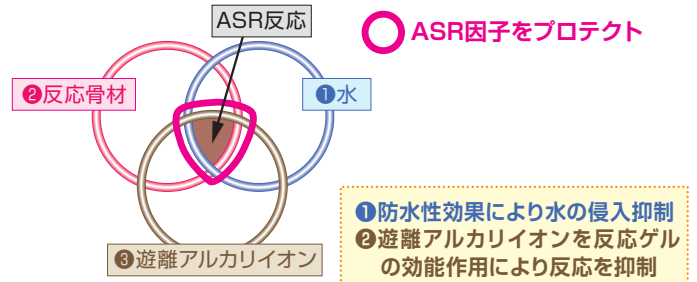 ASR反応
ASR因子をプロテクト
❷反応骨材
❶水
❸遊離アルカリイオン
❶防水性効果により水の侵入抑制
❷遊離アルカリイオンを反応ゲル
の効能作用により反応を抑制